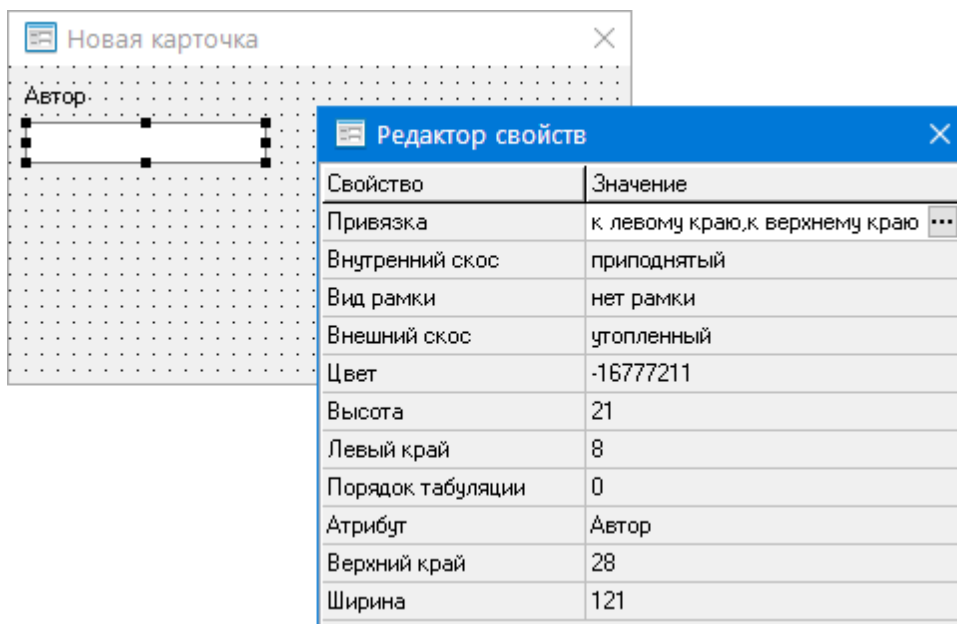 Новая карточка
Автор
Редактор свойств
Свойство Значение
Привязка к левому краю,к верхнему краю ...
Внутренний скос приподнятый
Вид рамки нет рамки
Внешний скос утопленный
Цвет -16777211
Высота 21
Левый край 8
Порядок табуляции 0
Атрибут Автор
Верхний край 28
Ширина 121